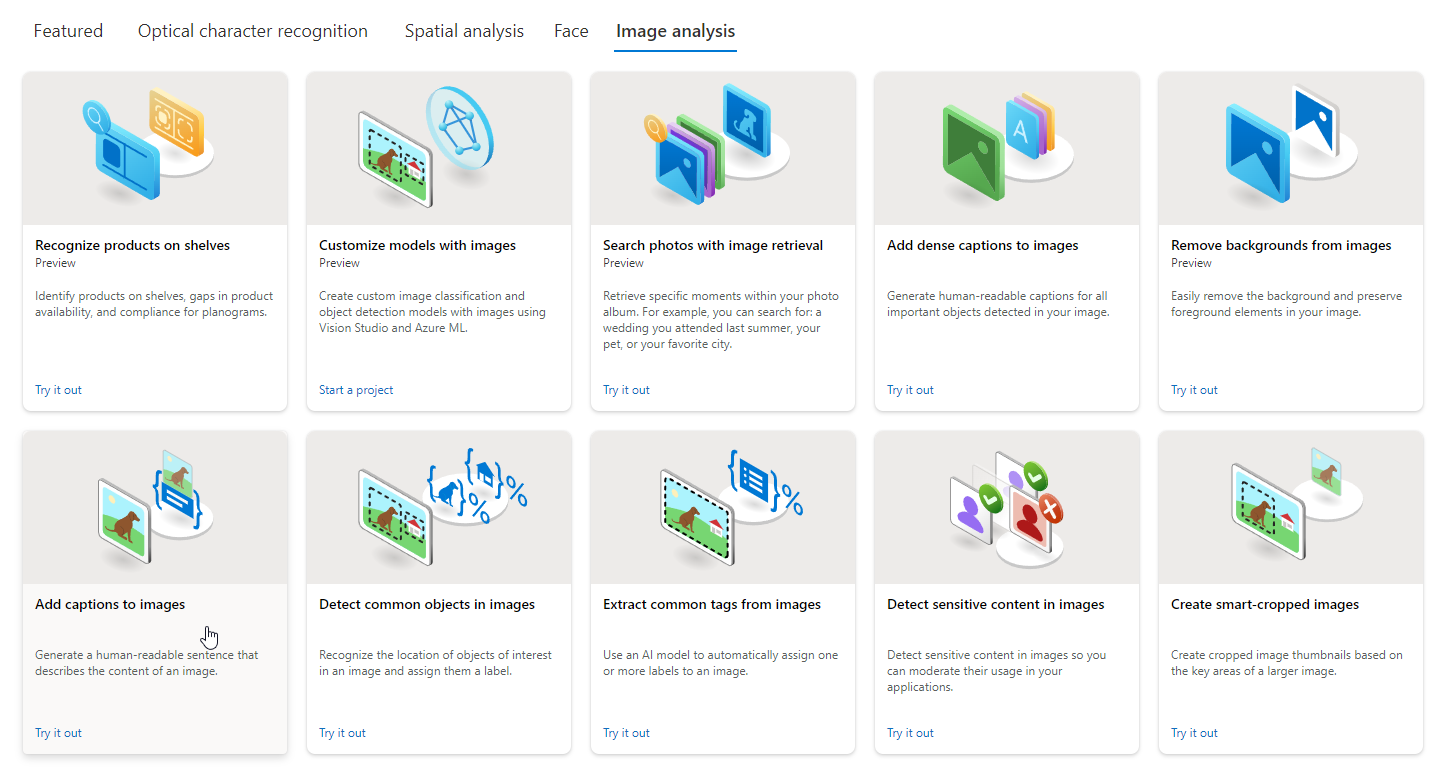 Featured
Optical character recognition
Spatial analysis
Face
Image analysis
A
Recognize products on shelves
Preview
Identify products on shelves, gaps in product
availability, and compliance for planograms.
Try it out
Customize models with images
Preview
Create custom image classification and
object detection models with images using
Vision Studio and Azure ML.
Start a project
Search photos with image retrieval
Preview
Retrieve specific moments within your photo
album. For example, you can search for: a
wedding you attended last summer, your
pet, or your favorite city.
Try it out
Add dense captions to images
Generate human-readable captions for all
important objects detected in your image.
Try it out
Remove backgrounds from images
Preview
Easily remove the background and preserve
foreground elements in your image.
Try it out
{ }
Add captions to images
Generate a human-readable sentence that
describes the content of an image.
Try it out
{ }% { }%
Detect common objects in images
Recognize the location of objects of interest
in an image and assign them a label.
Try it out
{ }%
Extract common tags from images
Use an AI model to automatically assign one
or more labels to an image.
Try it out
Detect sensitive content in images
Detect sensitive content in images so you
can moderate their usage in your
applications.
Try it out
Create smart-cropped images
Create cropped image thumbnails based on
the key areas of a larger image.
Try it out